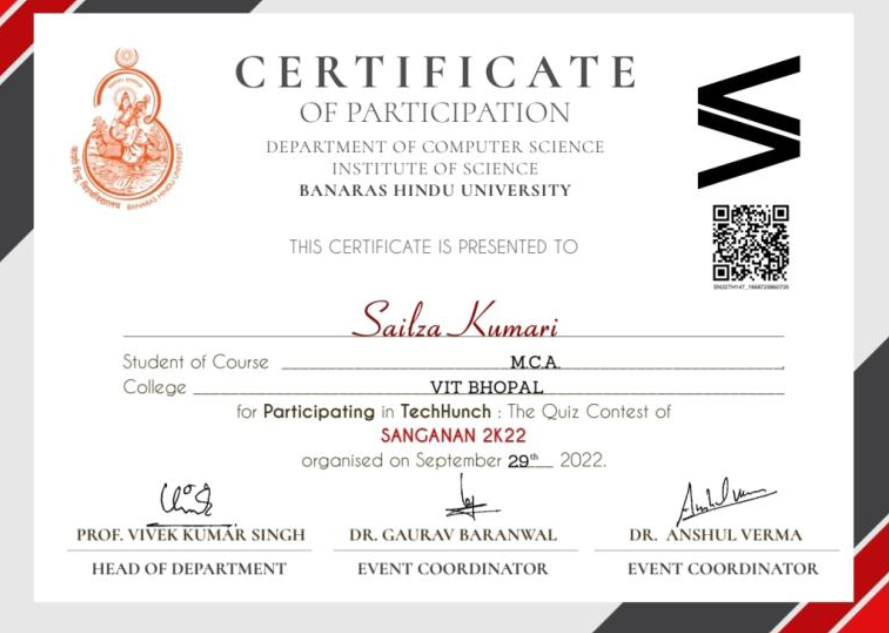 CERTIFICATE
OF PARTICIPATION
DEPARTMENT OF COMPUTER SCIENCE
INSTITUTE OF SCIENCE
BANARAS HINDU UNIVERSITY
BANARAS HINDU UNIVERSITY
THIS CERTIFICATE IS PRESENTED TO
Sailza Kumari
Student of Course M.C.A.
College VIT BHOPAL
for Participating in TechHunch : The Quiz Contest of
SANGANAN 2K22
organised on September 29th 2022.
PROF. VIVEK KUMAR SINGH
HEAD OF DEPARTMENT
DR. GAURAV BARANWAL
EVENT COORDINATOR
DR. ANSHUL VERMA
EVENT COORDINATOR